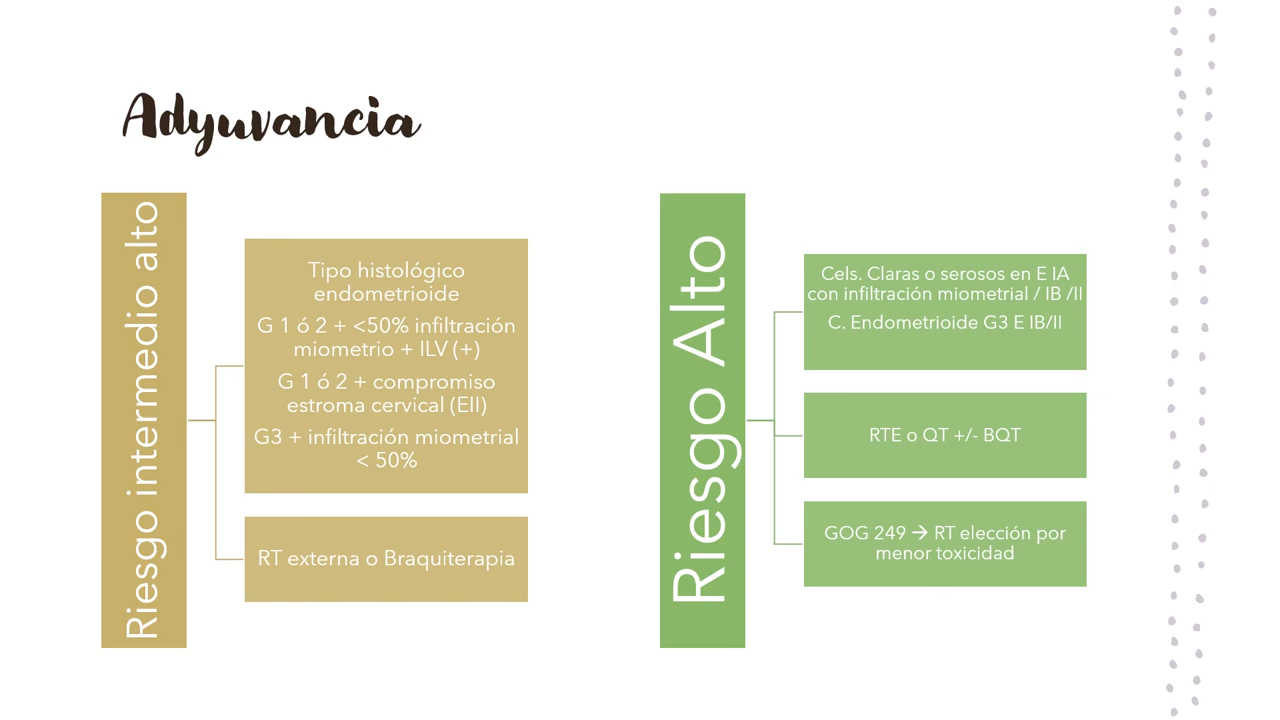 Adyuvancia
Riesgo intermedio alto
Tipo histológico
endometrioide
G 1 ó 2 + <50% infiltración
miometrio + ILV (+)
G 1 ó 2 + compromiso
estroma cervical (EII)
G3 + infiltración miometrial
< 50%
RT externa o Braquiterapia
Riesgo Alto
Cels. Claras o serosos en E IA
con infiltración miometrial / IB /II
C. Endometrioide G3 E IB/II
RTE o QT +/- BQT
GOG 249 → RT elección por
menor toxicidad